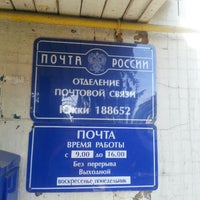 ПОЧТА РОССИИ
ОТДЕЛЕНИЕ
ПОЧТОВОЙ СВЯЗИ
Юкки 188652
ПОЧТА
ВРЕМЯ РАБОТЫ
с 9.00 до 16.00
Без перерыва
Выходной
воскресенье, понедельник